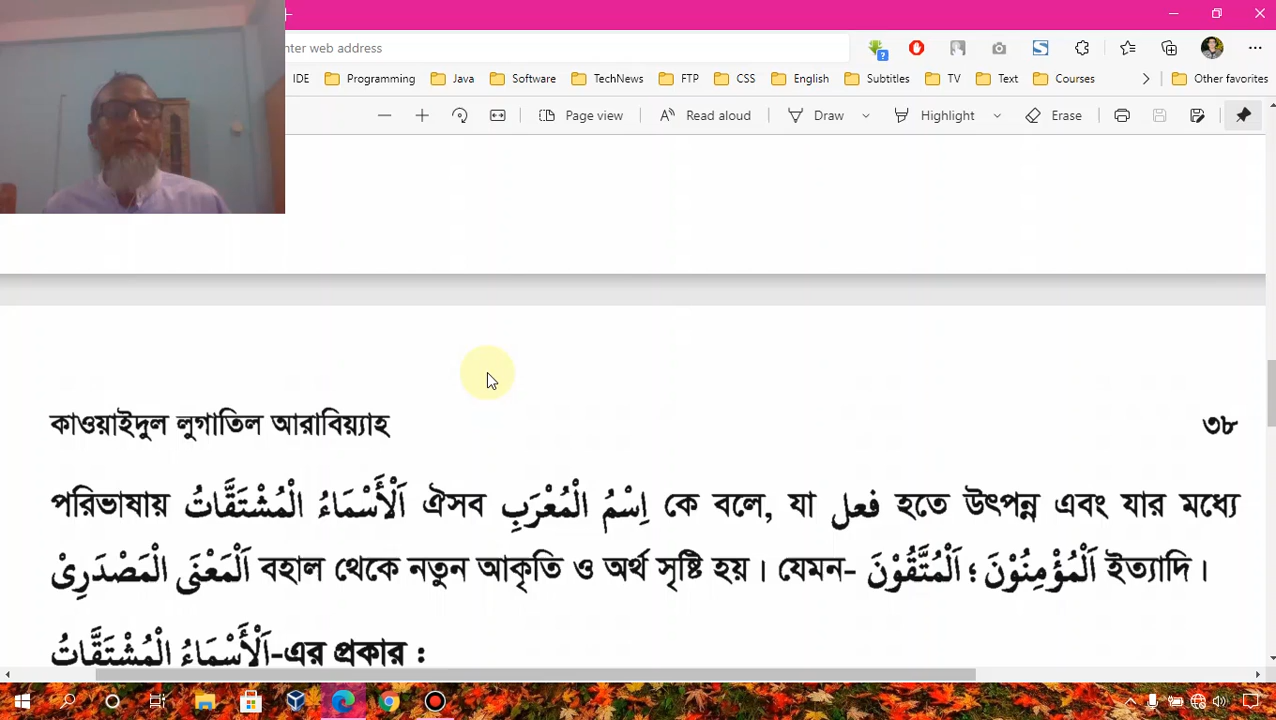 nter web address
IDE Programming Java Software TechNews FTP CSS English Subtitles TV Text Courses Other favorites
Page view Read aloud Draw Highlight Erase
কাওয়াইদুল লুগাতিল আরাবিয়্যাহ ৩৮
পরিভাষায় اَلْأَسْمَاءُ الْمُشْتَقَّاتُ ঐসব اِسْمُ الْمُعْرَبِ কে বলে, যা فعل হতে উৎপন্ন এবং যার মধ্যে
اَلْمَعْنَى الْمَصْدَرِىْ বহাল থেকে নতুন আকৃতি ও অর্থ সৃষ্টি হয়। যেমন- اَلْمُؤْمِنُوْنَ ؛ اَلْمُتَّقُوْنَ ইত্যাদি।
اَلْأَسْمَاءُ الْمُشْتَقَّاتُ-এর প্রকার :